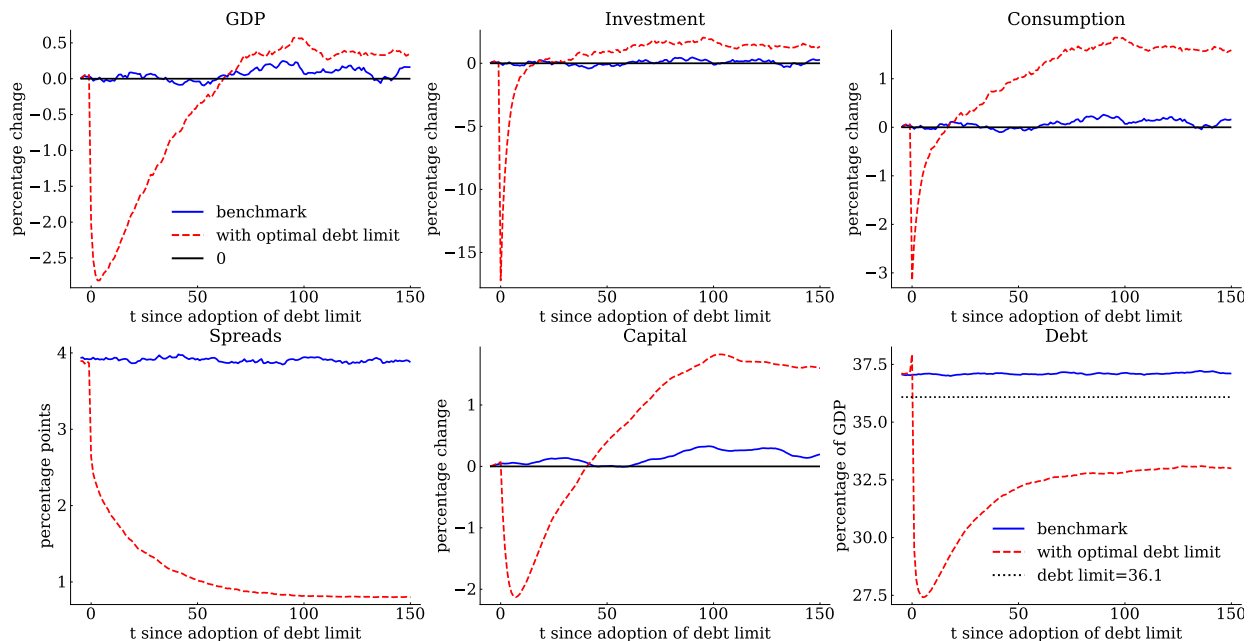 GDP
percentage change
0.5
0.0
−0.5
−1.0
−1.5
−2.0
−2.5
benchmark
with optimal debt limit
0
0
50
100
150
t since adoption of debt limit
Investment
percentage change
0
−5
−10
−15
0
50
100
150
t since adoption of debt limit
Consumption
percentage change
1
0
−1
−2
−3
0
50
100
150
t since adoption of debt limit
Spreads
percentage points
4
3
2
1
0
50
100
150
t since adoption of debt limit
Capital
percentage change
1
0
−1
−2
0
50
100
150
t since adoption of debt limit
Debt
percentage of GDP
37.5
35.0
32.5
30.0
27.5
benchmark
with optimal debt limit
debt limit=36.1
0
50
100
150
t since adoption of debt limit